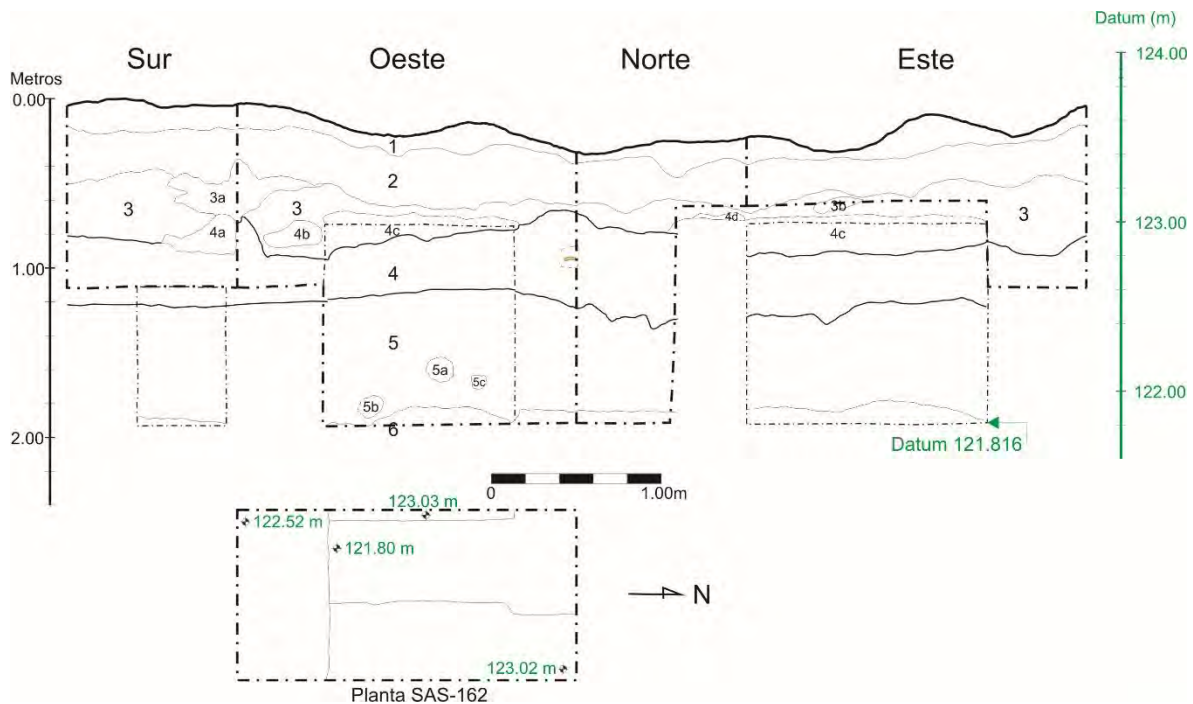 Datum (m)
Sur Oeste Norte Este
124.00
Metros
0.00
1
2
3a
3
3
3b
3
4a
4b
4c
4d
4c
123.00
1.00
4
5
5a
5c
5b
122.00
2.00
6
Datum 121.816
0 1.00m
123.03 m
122.52 m
121.80 m
N
123.02 m
Planta SAS-162